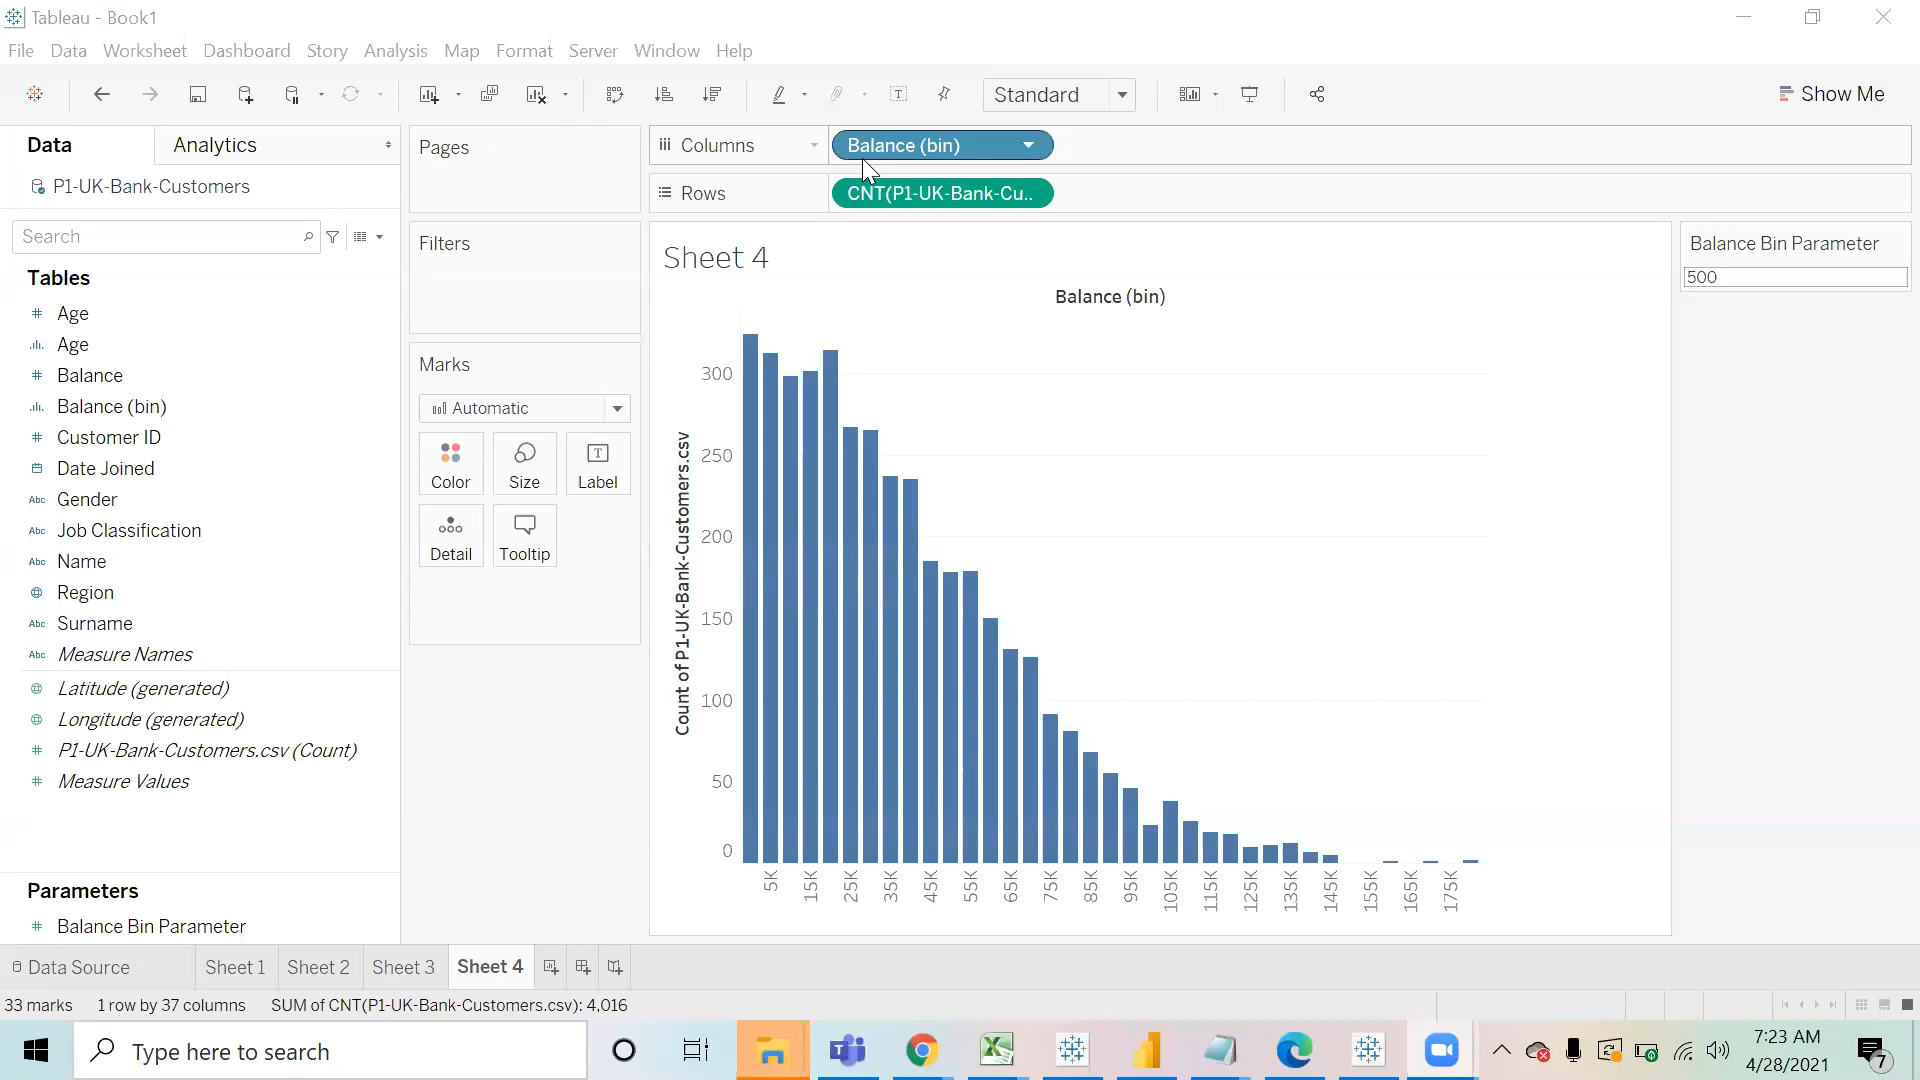 Tableau - Book1
File Data Worksheet Dashboard Story Analysis Map Format Server Window Help
Standard
Show Me
Data
Analytics
Pages
Columns
Balance (bin)
P1-UK-Bank-Customers
Rows
CNT(P1-UK-Bank-Cu..
Search
Filters
Sheet 4
Balance Bin Parameter
500
Tables
Balance (bin)
Age
Age
Balance
Balance (bin)
Customer ID
Date Joined
Abc Gender
Abc Job Classification
Abc Name
Region
Abc Surname
Abc Measure Names
Latitude (generated)
Longitude (generated)
P1-UK-Bank-Customers.csv (Count)
Measure Values
Marks
Automatic
Color
Size
T
Label
Detail
Tooltip
Count of P1-UK-Bank-Customers.csv
300
250
200
150
100
50
0
5K 15K 25K 35K 45K 55K 65K 75K 85K 95K 105K 115K 125K 135K 145K 155K 165K 175K
Parameters
Balance Bin Parameter
Data Source Sheet 1 Sheet 2 Sheet 3 Sheet 4
33 marks 1 row by 37 columns SUM of CNT(P1-UK-Bank-Customers.csv): 4,016
Type here to search
7:23 AM
4/28/2021
7